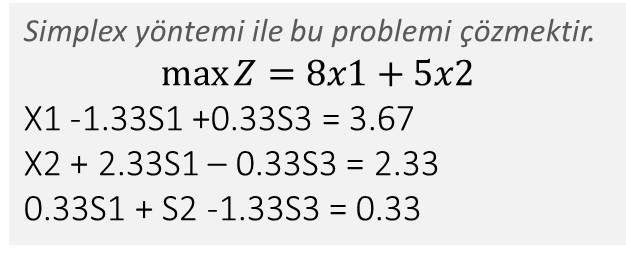 Simplex yöntemi ile bu problemi çözmektir.
max Z = 8x1 + 5x2
X1 -1.33S1 +0.33S3 = 3.67
X2 + 2.33S1 – 0.33S3 = 2.33
0.33S1 + S2 -1.33S3 = 0.33